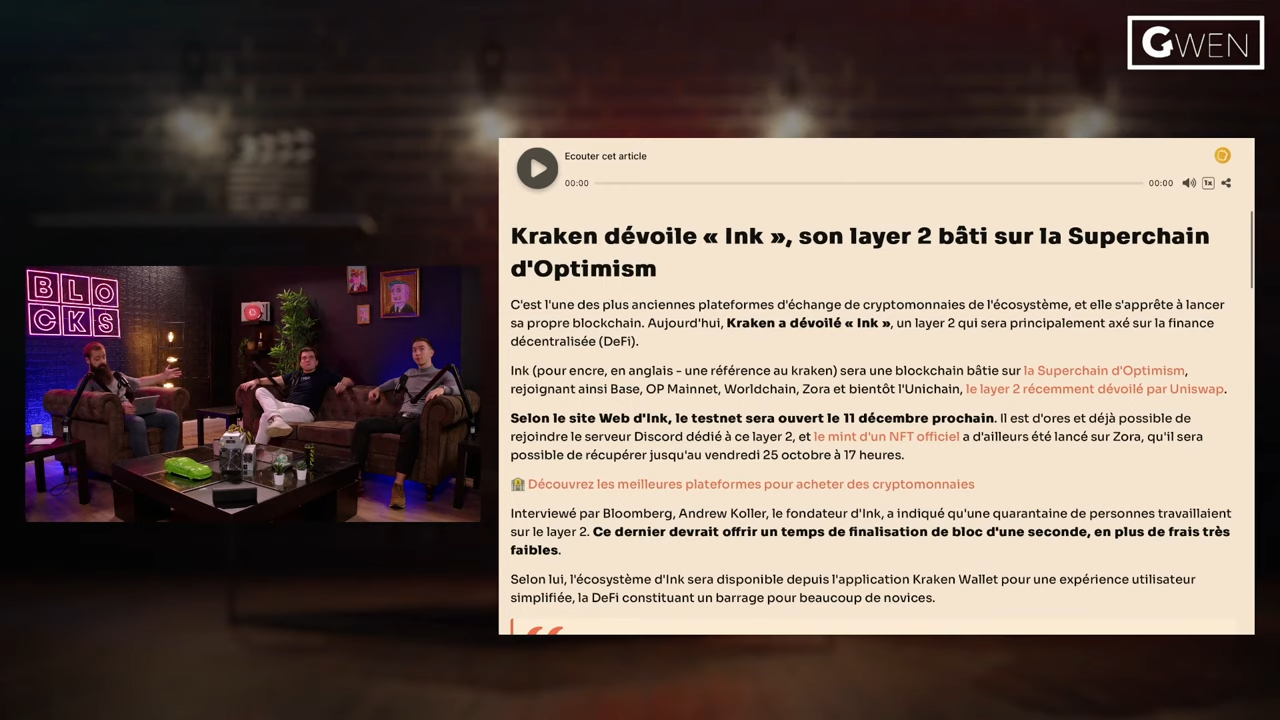 GWEN
BLO
CKS
Ecouter cet article
00:00
00:00
1x
Kraken dévoile « Ink », son layer 2 bâti sur la Superchain
d'Optimism
C'est l'une des plus anciennes plateformes d'échange de cryptomonnaies de l'écosystème, et elle s'apprête à lancer
sa propre blockchain. Aujourd'hui, Kraken a dévoilé « Ink », un layer 2 qui sera principalement axé sur la finance
décentralisée (DeFi).
Ink (pour encre, en anglais - une référence au kraken) sera une blockchain bâtie sur la Superchain d'Optimism,
rejoignant ainsi Base, OP Mainnet, Worldchain, Zora et bientôt l'Unichain, le layer 2 récemment dévoilé par Uniswap.
Selon le site Web d'Ink, le testnet sera ouvert le 11 décembre prochain. Il est d'ores et déjà possible de
rejoindre le serveur Discord dédié à ce layer 2, et le mint d'un NFT officiel a d'ailleurs été lancé sur Zora, qu'il sera
possible de récupérer jusqu'au vendredi 25 octobre à 17 heures.
Découvrez les meilleures plateformes pour acheter des cryptomonnaies
Interviewé par Bloomberg, Andrew Koller, le fondateur d'Ink, a indiqué qu'une quarantaine de personnes travaillaient
sur le layer 2. Ce dernier devrait offrir un temps de finalisation de bloc d'une seconde, en plus de frais très
faibles.
Selon lui, l'écosystème d'Ink sera disponible depuis l'application Kraken Wallet pour une expérience utilisateur
simplifiée, la DeFi constituant un barrage pour beaucoup de novices.